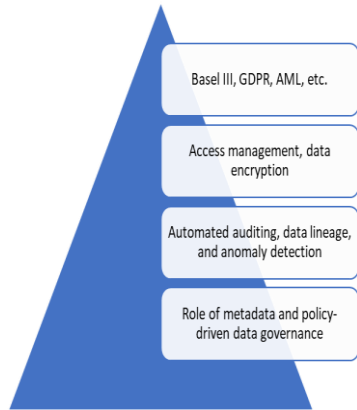 Basel III, GDPR, AML, etc.
Access management, data
encryption
Automated auditing, data lineage,
and anomaly detection
Role of metadata and policy-
driven data governance